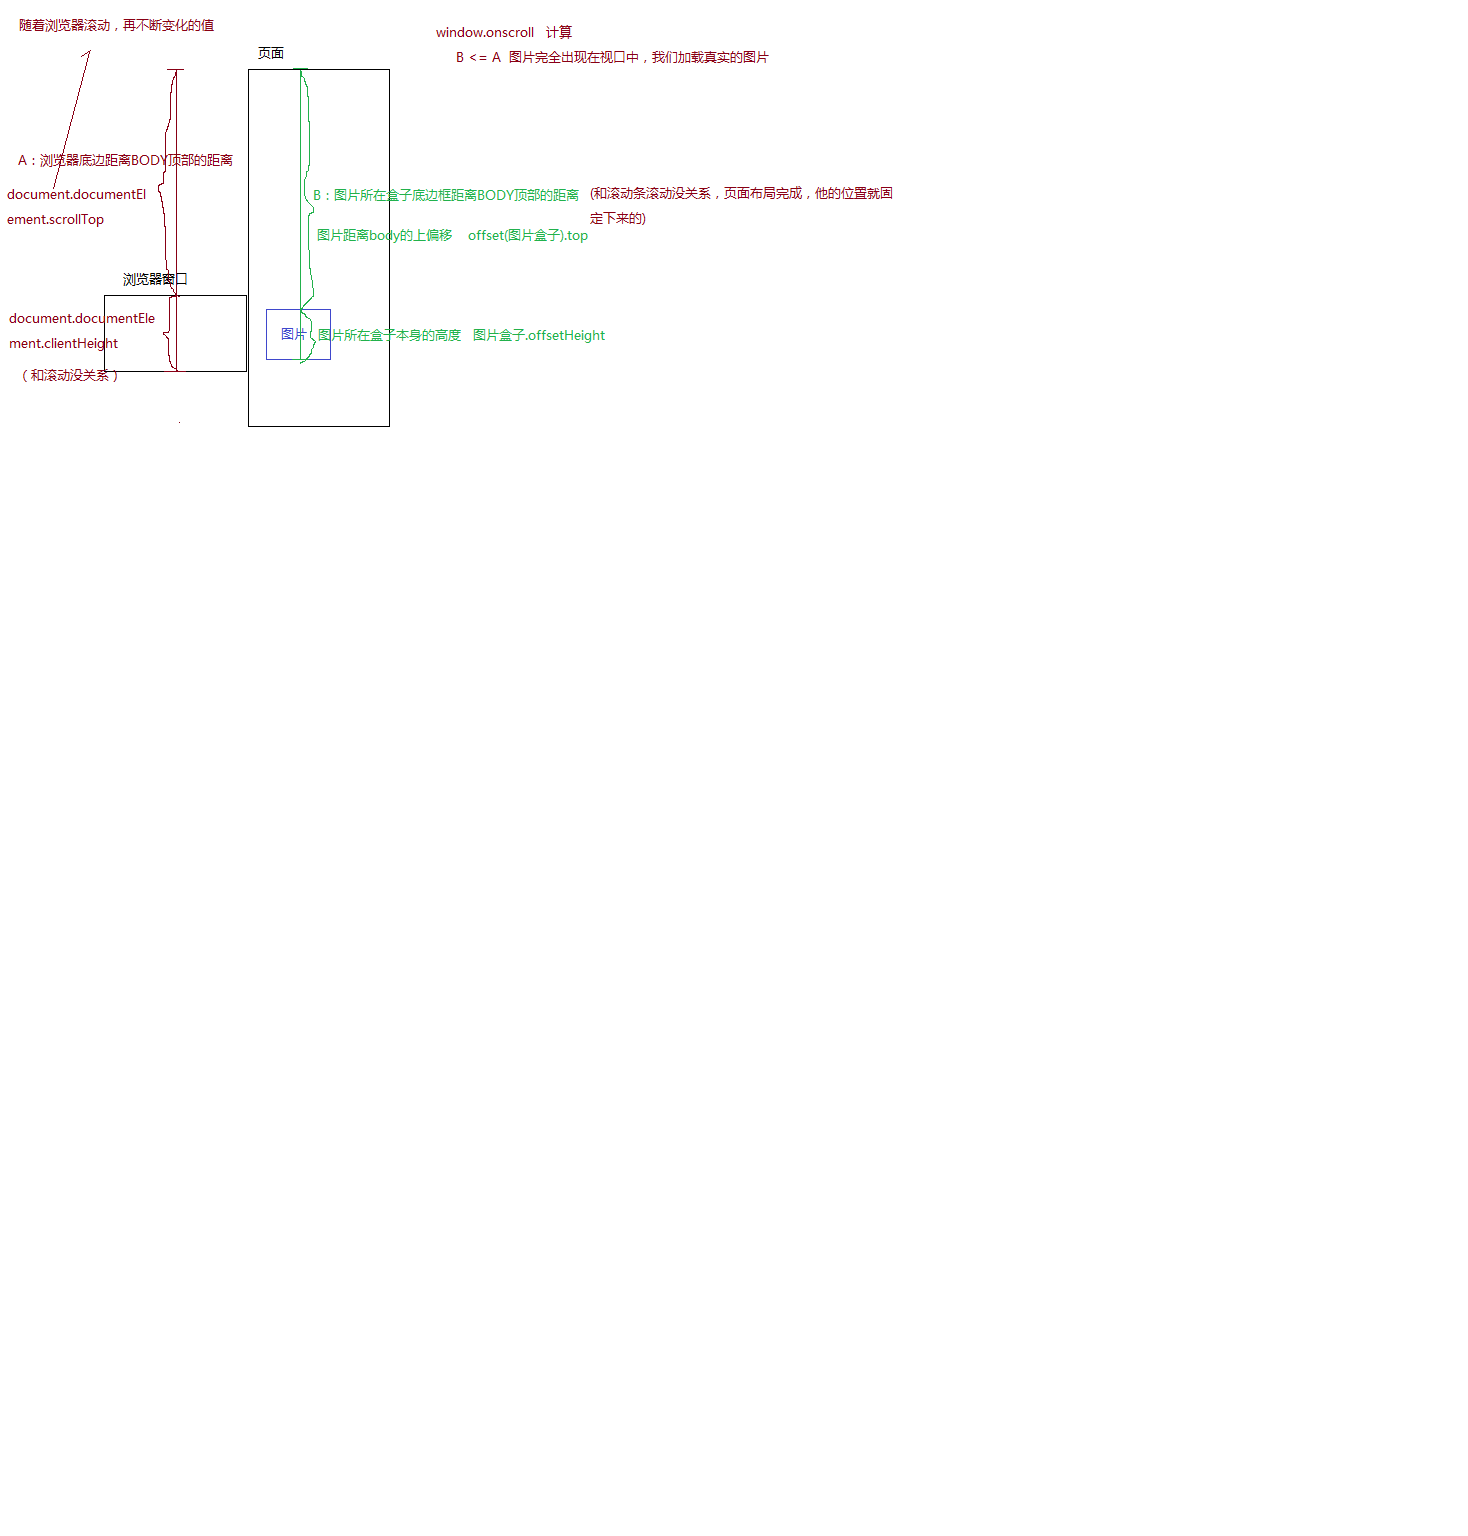 随着浏览器滚动，再不断变化的值
window.onscroll 计算
页面
B <= A 图片完全出现在视口中，我们加载真实的图片
A：浏览器底边距离BODY顶部的距离
document.documentEl
ement.scrollTop
B：图片所在盒子底边框距离BODY顶部的距离
(和滚动条滚动没关系，页面布局完成，他的位置就固
定下来的)
图片距离body的上偏移 offset(图片盒子).top
浏览器窗口
document.documentEle
ment.clientHeight
（和滚动没关系）
图片
图片所在盒子本身的高度 图片盒子.offsetHeight